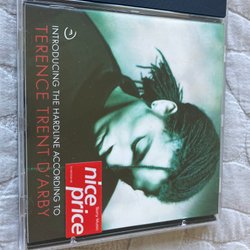 INTRODUCING THE HARDLINE ACCORDING TO
TERENCE TRENT D'ARBY
nice
price